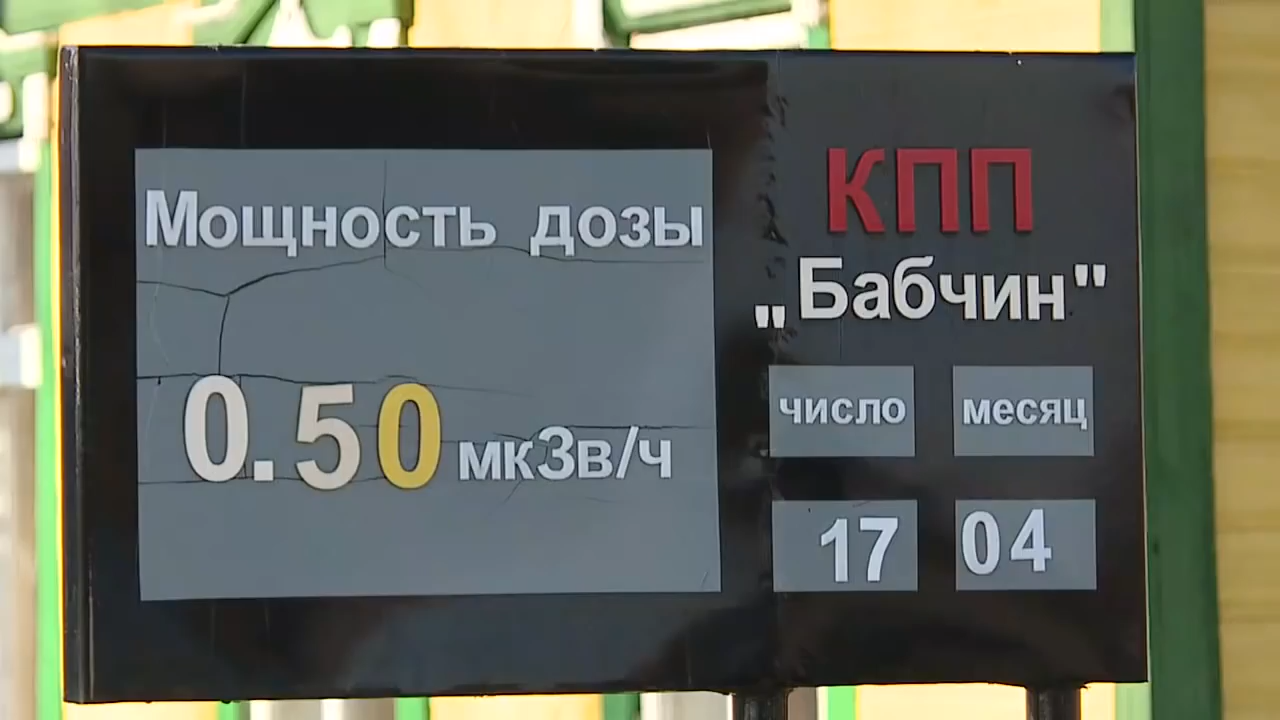 Мощность дозы
0.50 мкЗв/ч
КПП
„Бабчин"
число месяц
17 04